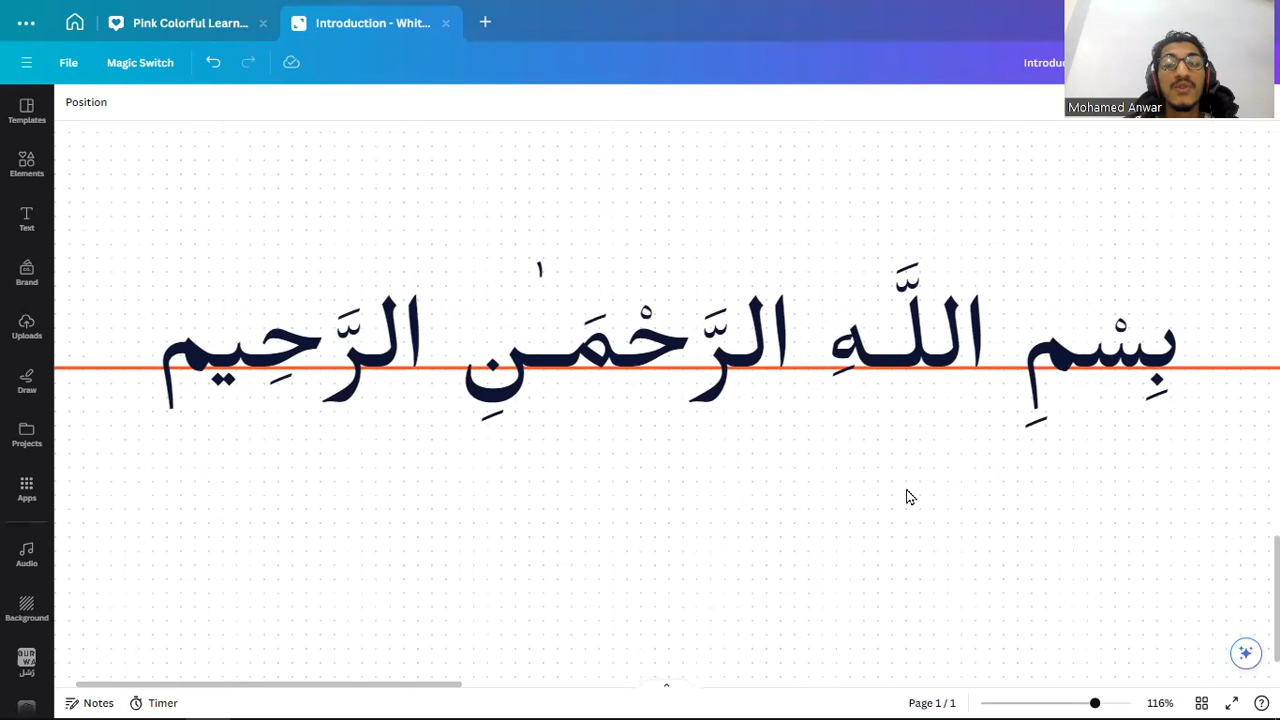 Pink Colorful Learn...
Introduction - Whit...
File
Magic Switch
Position
Mohamed Anwar
Templates
Elements
Text
Brand
Uploads
Draw
Projects
Apps
Audio
Background
بِسْمِ اللَّـهِ الرَّحْمَـٰنِ الرَّحِيم
Notes
Timer
Page 1 / 1
116%